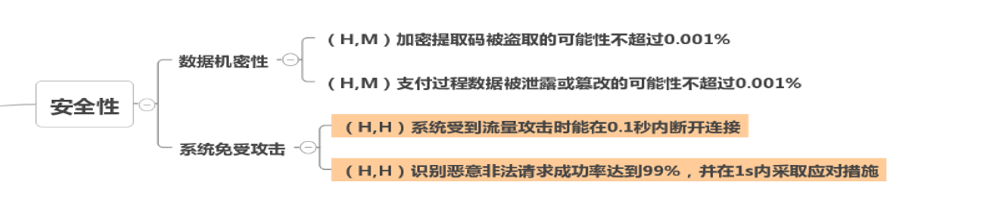 安全性
数据机密性
（H,M）加密提取码被盗取的可能性不超过0.001%
（H,M）支付过程数据被泄露或篡改的可能性不超过0.001%
系统免受攻击
（H,H）系统受到流量攻击时能在0.1秒内断开连接
（H,H）识别恶意非法请求成功率达到99%，并在1s内采取应对措施